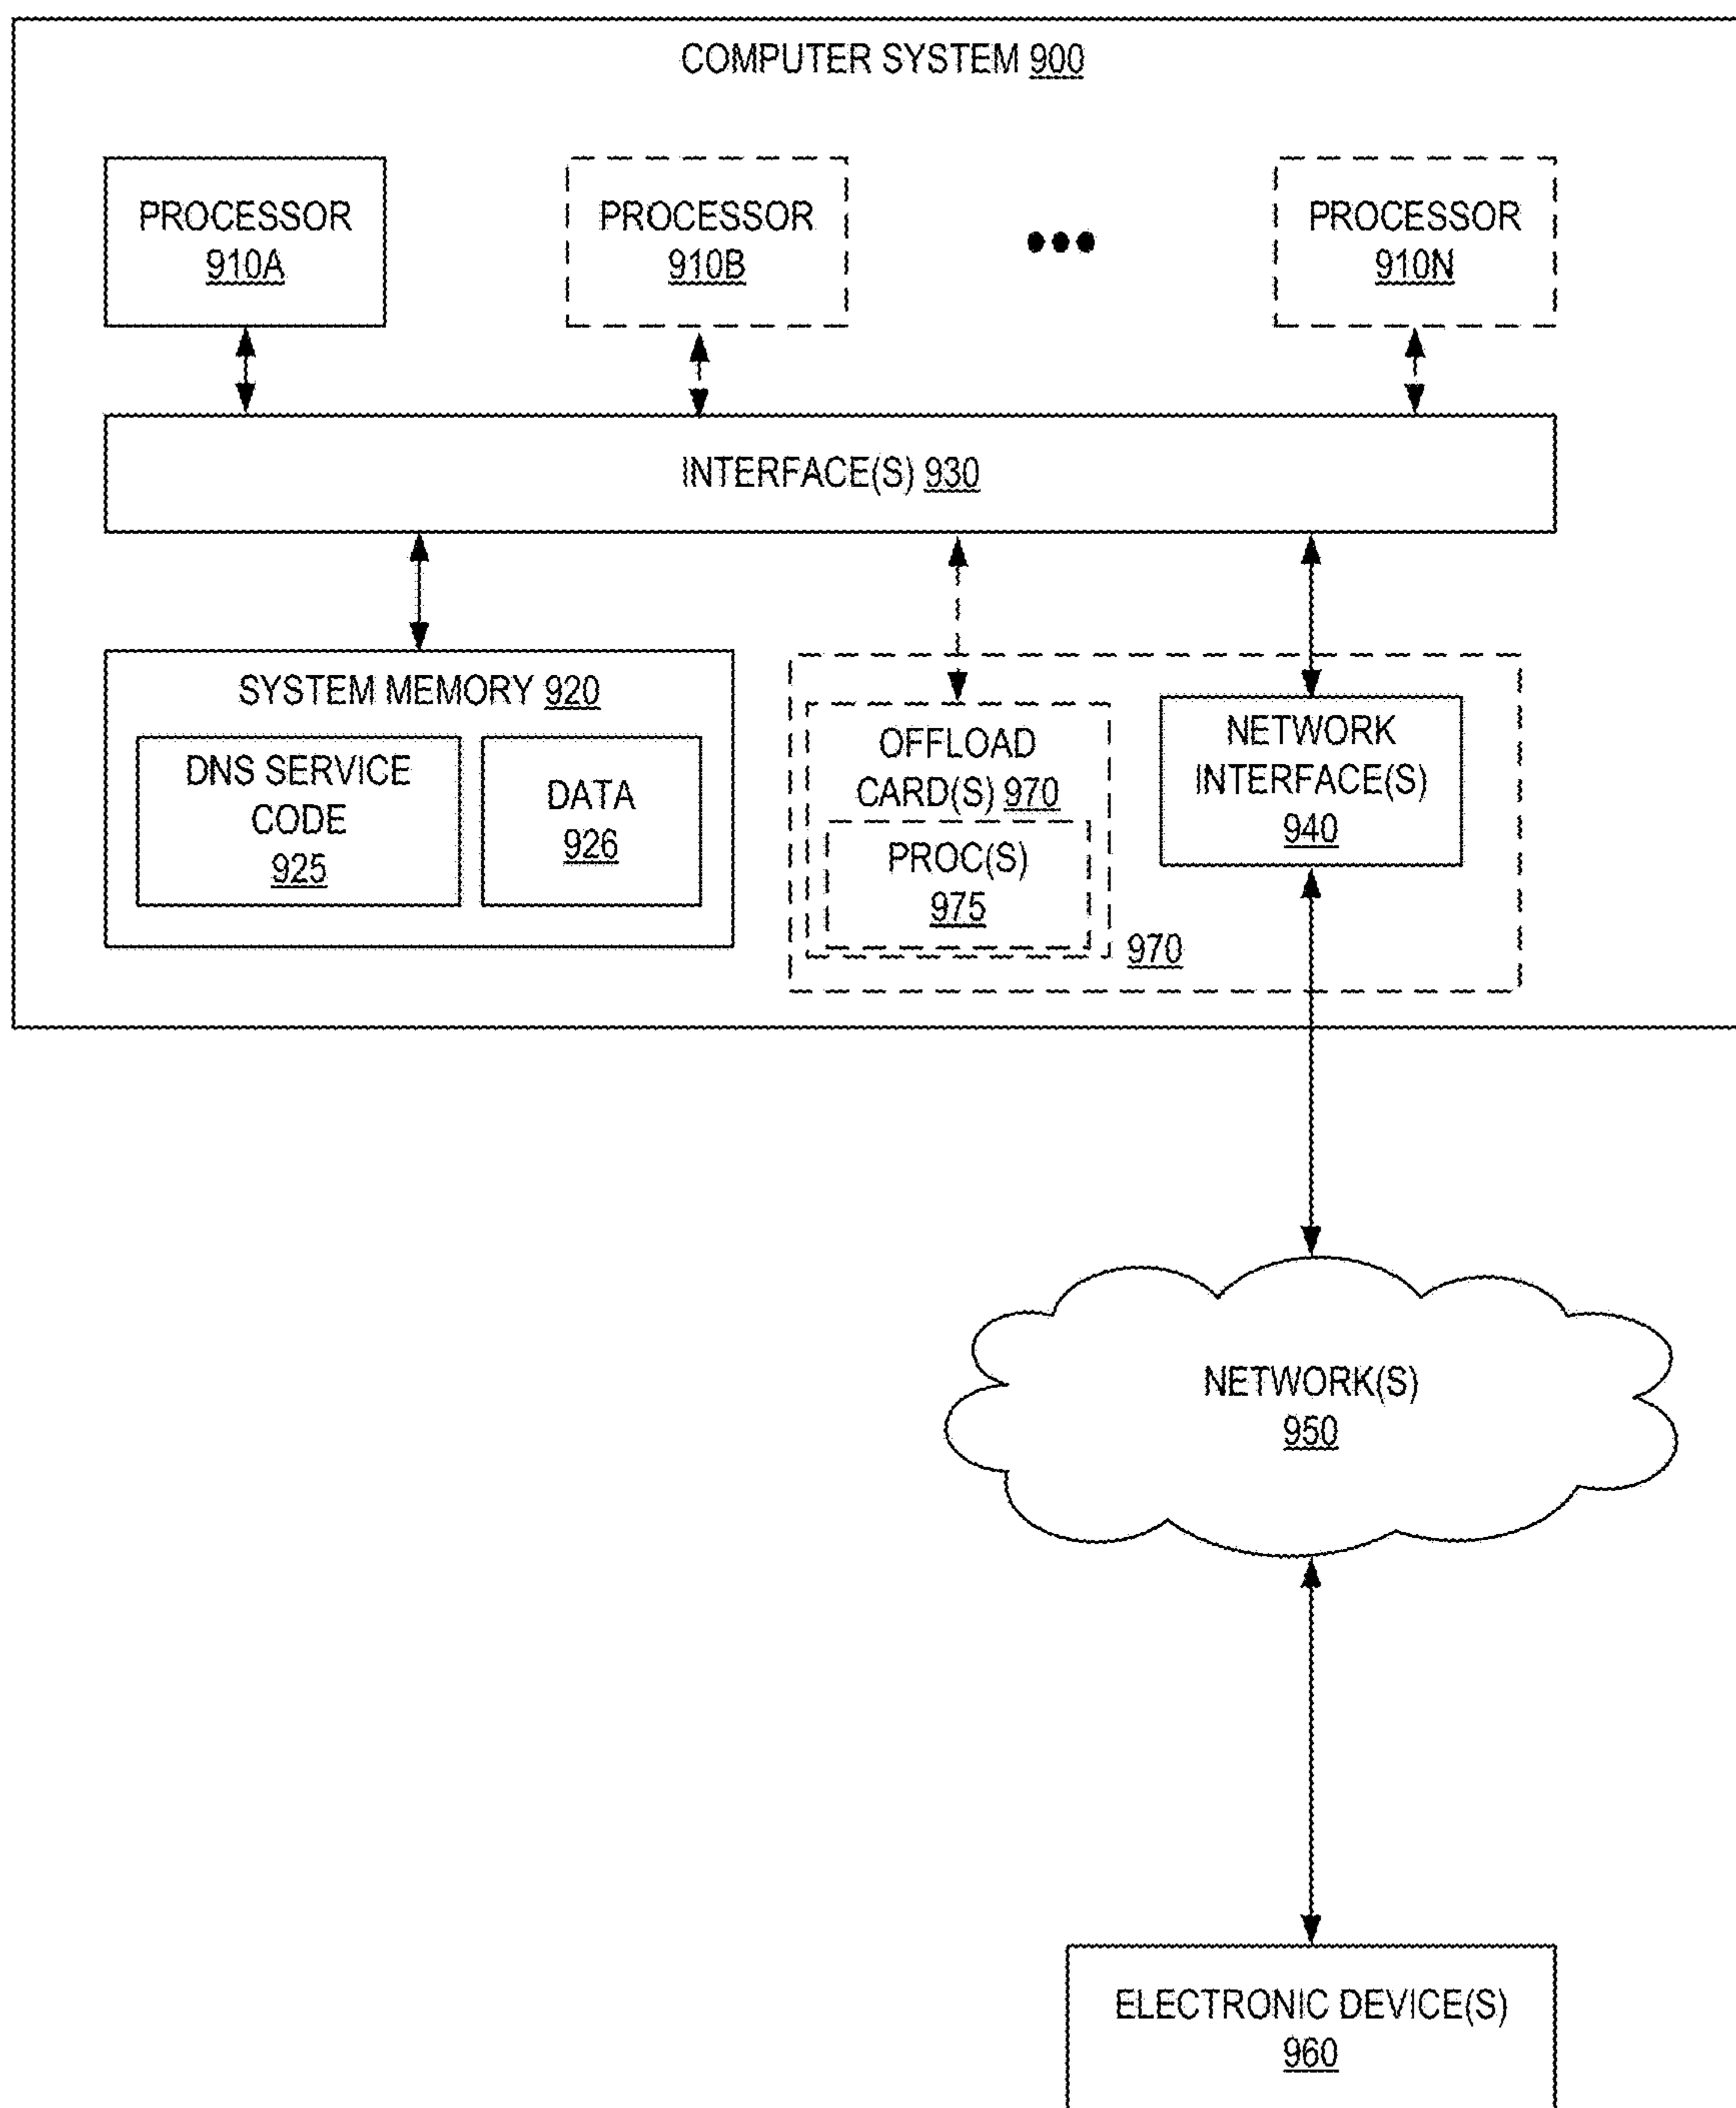 COMPUTER SYSTEM 900
PROCESSOR
910A
PROCESSOR
910B
PROCESSOR
910N
INTERFACE(S) 930
SYSTEM MEMORY 920
DNS SERVICE
CODE
925
DATA
926
OFFLOAD
CARD(S) 970
PROC(S)
975
970
NETWORK
INTERFACE(S)
940
NETWORK(S)
950
ELECTRONIC DEVICE(S)
960